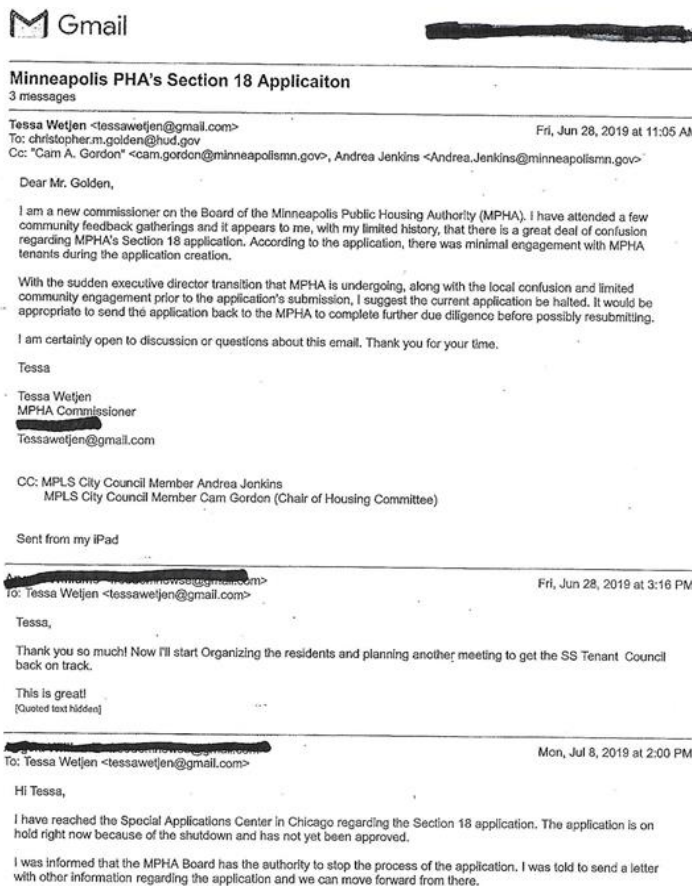 Gmail
Minneapolis PHA's Section 18 Applicaiton
3 messages
Tessa Wetjen <tessawetjen@gmail.com>
Fri, Jun 28, 2019 at 11:05 AM
To: christopher.m.golden@hud.gov
Cc: "Cam A. Gordon" <cam.gordon@minneapolismn.gov>, Andrea Jenkins <Andrea.Jenkins@minneapolismn.gov>
Dear Mr. Golden,
I am a new commissioner on the Board of the Minneapolis Public Housing Authority (MPHA). I have attended a few
community feedback gatherings and it appears to me, with my limited history, that there is a great deal of confusion
regarding MPHA's Section 18 application. According to the application, there was minimal engagement with MPHA
tenants during the application creation.
With the sudden executive director transition that MPHA is undergoing, along with the local confusion and limited
community engagement prior to the application's submission, I suggest the current application be halted. It would be
appropriate to send the application back to the MPHA to complete further due diligence before possibly resubmitting.
I am certainly open to discussion or questions about this email. Thank you for your time.
Tessa
Tessa Wetjen
MPHA Commissioner
Tessawetjen@gmail.com
CC: MPLS City Council Member Andrea Jenkins
MPLS City Council Member Cam Gordon (Chair of Housing Committee)
Sent from my iPad
Fri, Jun 28, 2019 at 3:16 PM
To: Tessa Wetjen <tessawetjen@gmail.com>
Tessa,
Thank you so much! Now I'll start Organizing the residents and planning another meeting to get the SS Tenant Council
back on track.
This is great!
[Quoted text hidden]
Mon, Jul 8, 2019 at 2:00 PM
To: Tessa Wetjen <tessawetjen@gmail.com>
Hi Tessa,
I have reached the Special Applications Center in Chicago regarding the Section 18 application. The application is on
hold right now because of the shutdown and has not yet been approved.
I was informed that the MPHA Board has the authority to stop the process of the application. I was told to send a letter
with other information regarding the application and we can move forward from there.